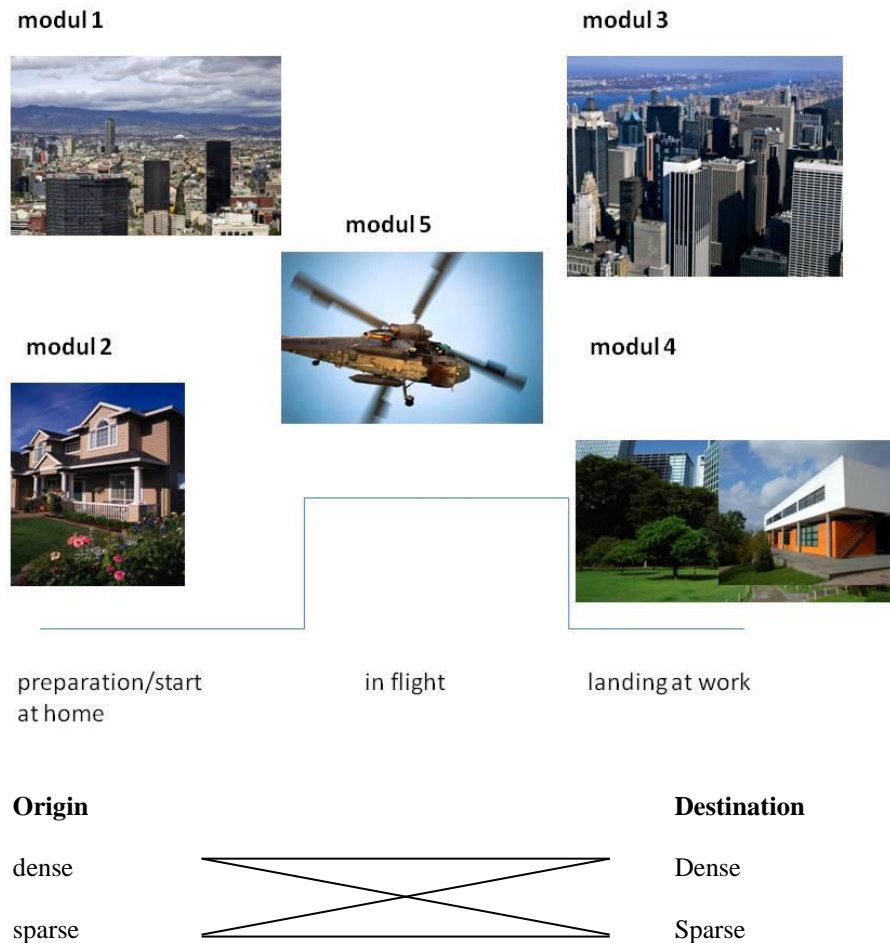 modul 1
modul 3
modul 5
modul 2
modul 4
preparation/start
at home
in flight
landing at work
Origin
Destination
dense
Dense
sparse
Sparse